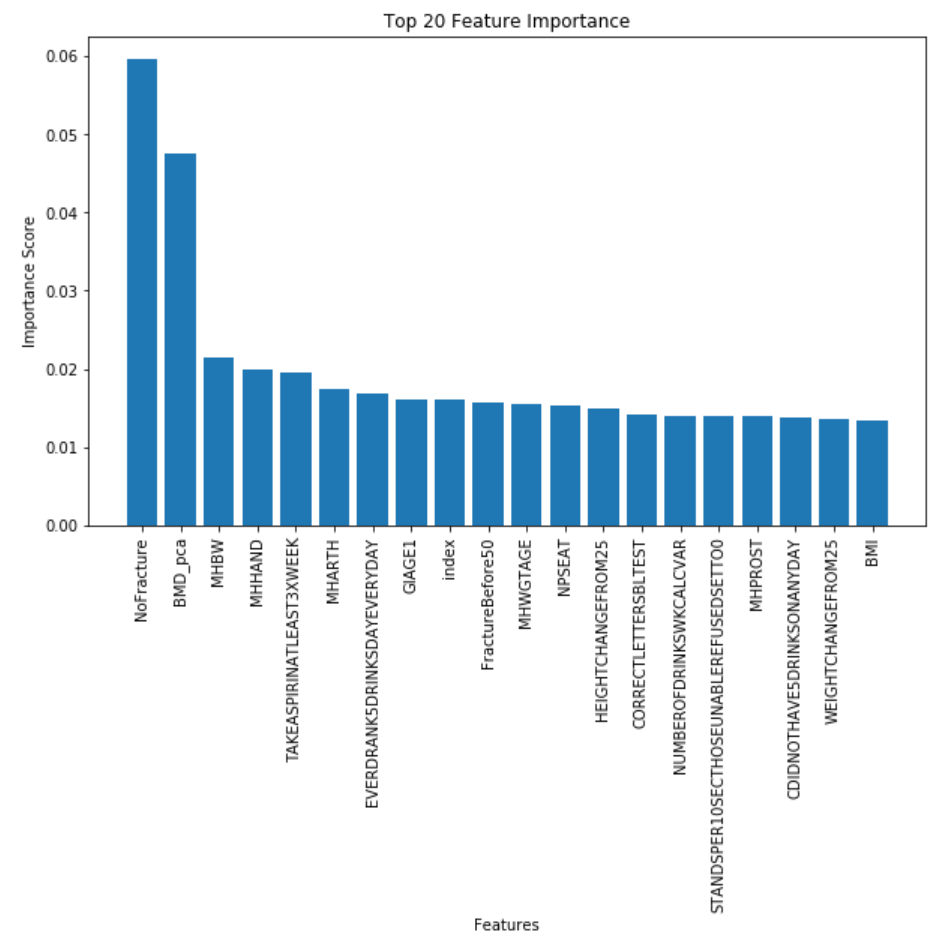 Top 20 Feature Importance
Importance Score
0.06
0.05
0.04
0.03
0.02
0.01
0.00
NoFracture
BMD_pca
MHBW
MHHAND
TAKEASPIRINATLEAST3XWEEK
MHARTH
EVERDRANK5DRINKSDAYEVERYDAY
GIAGE1
index
FractureBefore50
MHWGTAGE
NPSEAT
HEIGHTCHANGEFROM25
CORRECTLETTERSBLTEST
NUMBEROFDRINKSWKCALCVAR
STANDSPER10SECTHOSEUNABLEREFUSEDSETTO0
MHPROST
CDIDNOTHAVE5DRINKSONANYDAY
WEIGHTCHANGEFROM25
BMI
Features